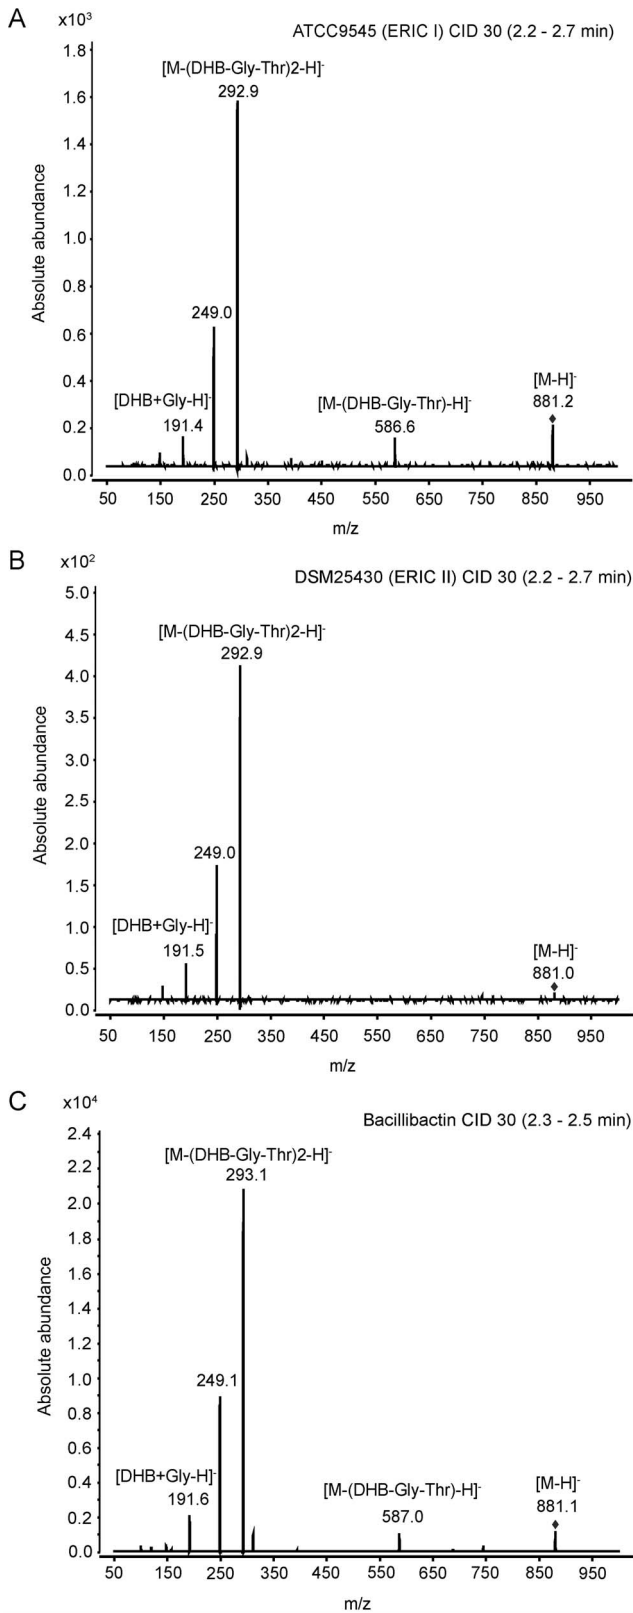 A
x10³
ATCC9545 (ERIC I) CID 30 (2.2 - 2.7 min)
1.8
[M-(DHB-Gly-Thr)2-H]⁻
292.9
1.6
1.4
1.2
1.0
Absolute abundance
0.8
249.0
0.6
0.4
[DHB+Gly-H]⁻
191.4
[M-(DHB-Gly-Thr)-H]⁻
586.6
[M-H]⁻
881.2
0.2
0.0
50 150 250 350 450 550 650 750 850 950
m/z
B
x10²
DSM25430 (ERIC II) CID 30 (2.2 - 2.7 min)
5.0
4.5
[M-(DHB-Gly-Thr)2-H]⁻
292.9
4.0
3.5
3.0
Absolute abundance
2.5
2.0
249.0
1.5
1.0
[DHB+Gly-H]⁻
191.5
[M-H]⁻
881.0
0.5
0.0
50 150 250 350 450 550 650 750 850 950
m/z
C
x10⁴
Bacillibactin CID 30 (2.3 - 2.5 min)
2.4
2.2
[M-(DHB-Gly-Thr)2-H]⁻
293.1
2.0
1.8
1.6
1.4
Absolute abundance
1.2
1.0
249.1
0.8
0.6
0.4
[DHB+Gly-H]⁻
191.6
[M-(DHB-Gly-Thr)-H]⁻
587.0
[M-H]⁻
881.1
0.2
0.0
50 150 250 350 450 550 650 750 850 950
m/z